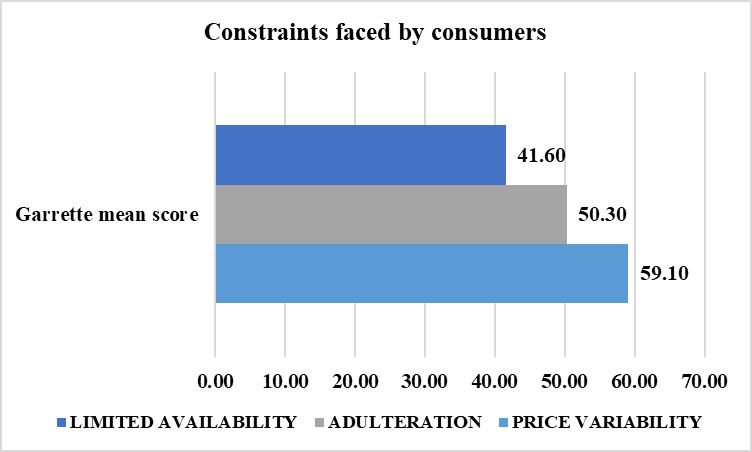 Constraints faced by consumers
41.60
Garrette mean score
50.30
59.10
0.00 10.00 20.00 30.00 40.00 50.00 60.00 70.00
LIMITED AVAILABILITY ADULTERATION PRICE VARIABILITY